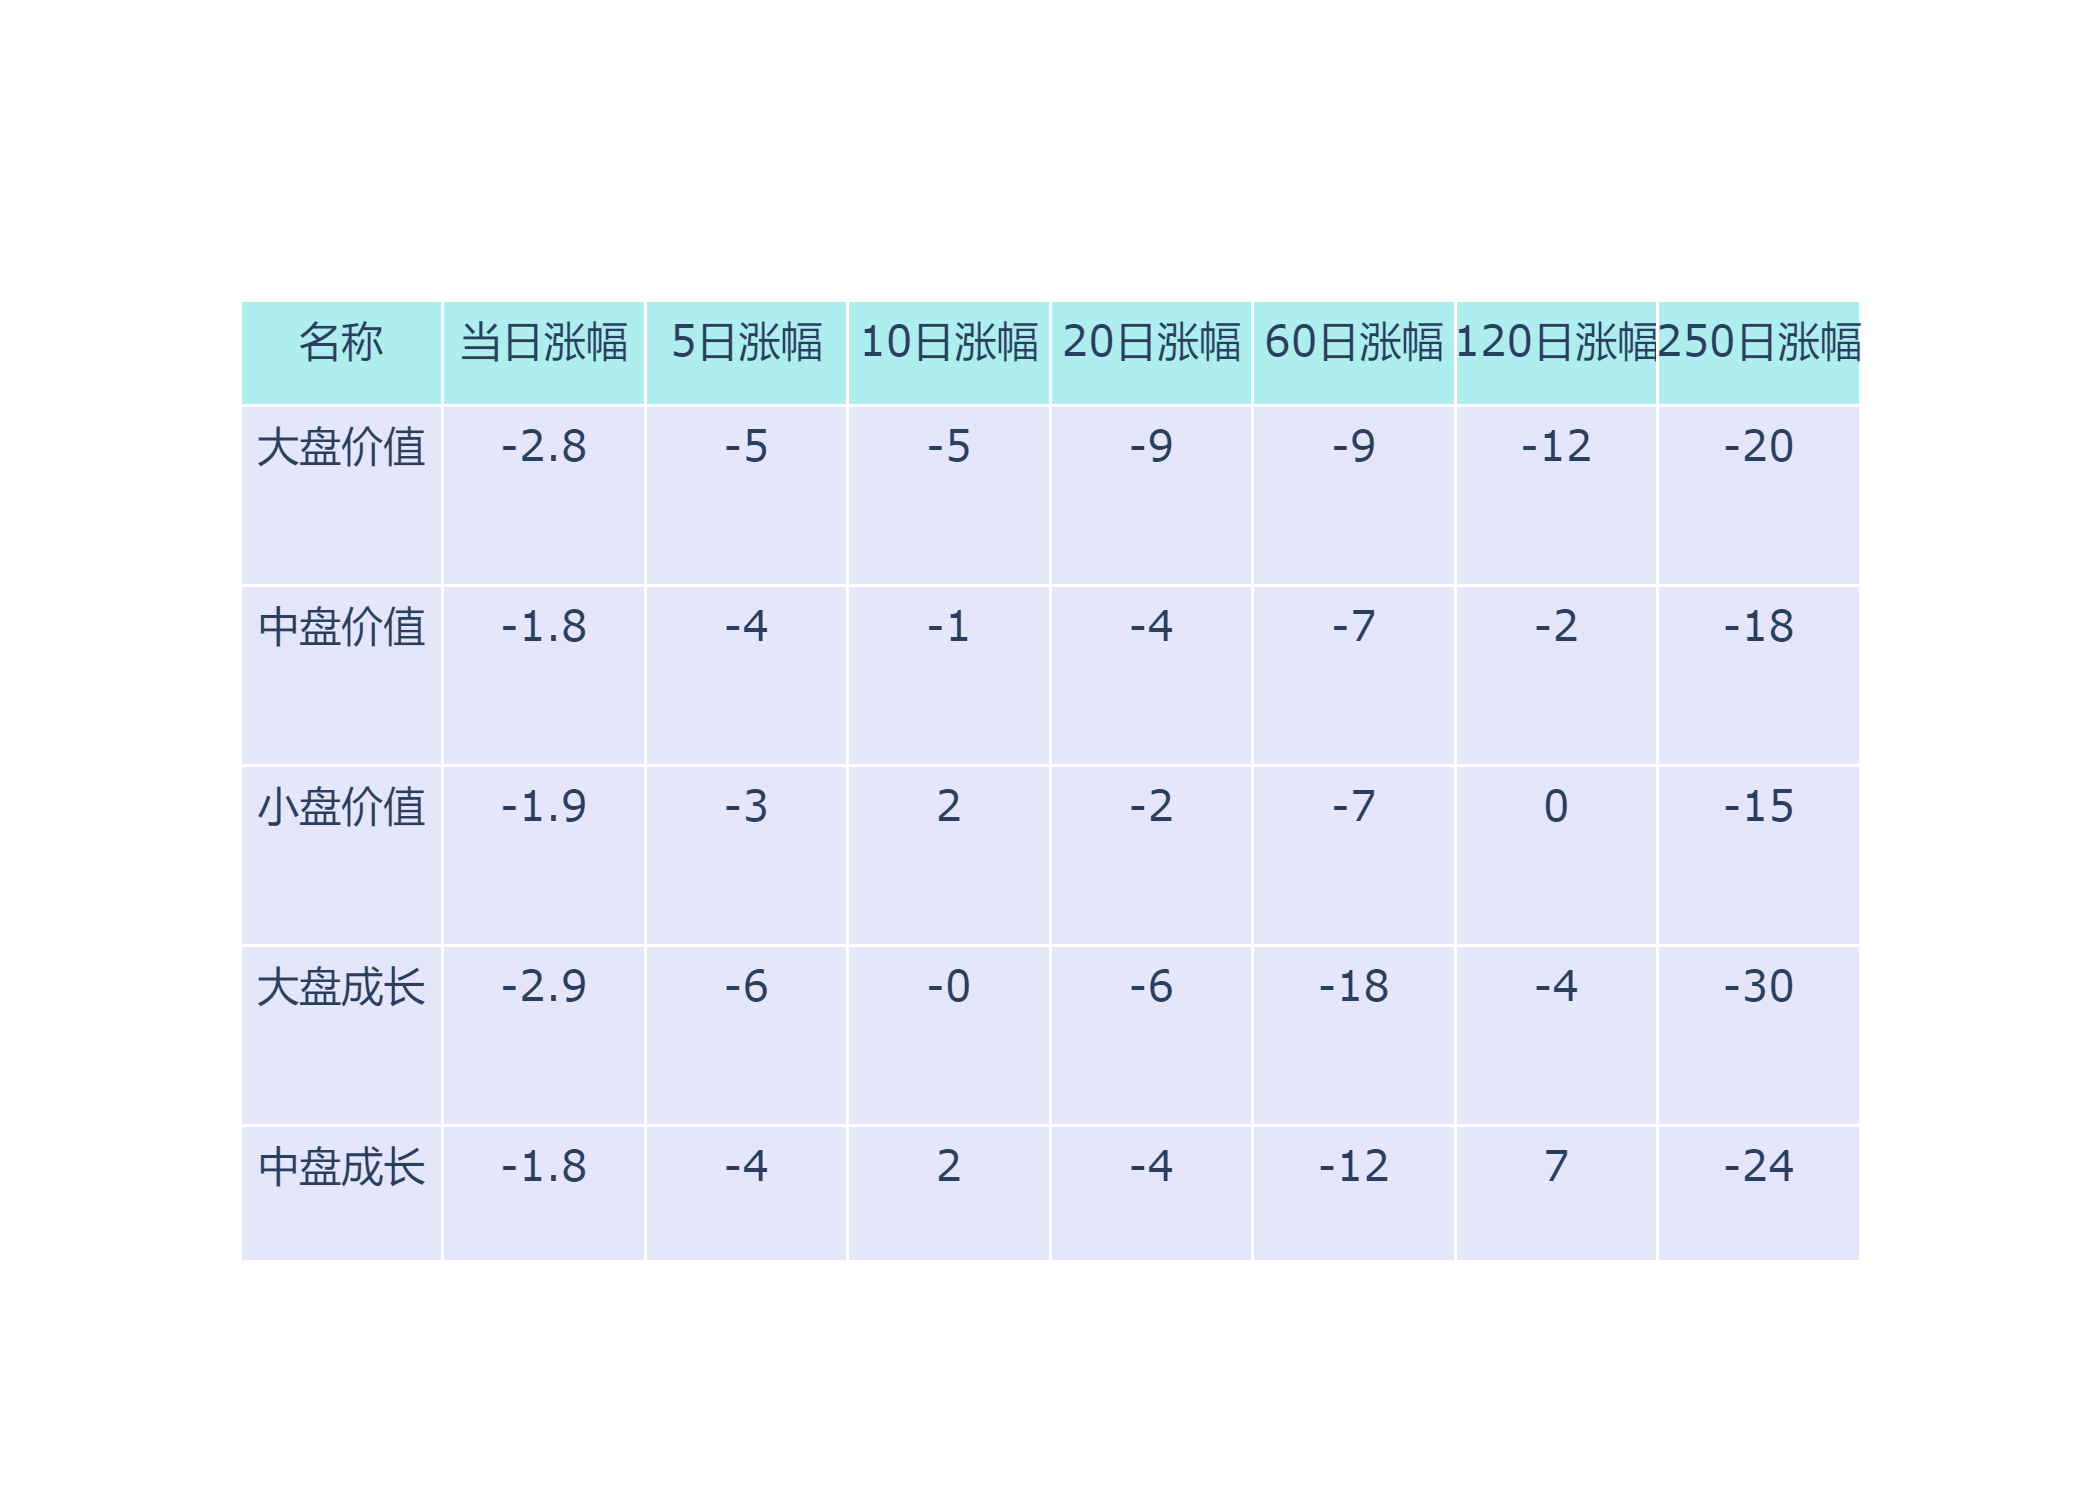 名称 当日涨幅 5日涨幅 10日涨幅 20日涨幅 60日涨幅 120日涨幅 250日涨幅
大盘价值 -2.8 -5 -5 -9 -9 -12 -20
中盘价值 -1.8 -4 -1 -4 -7 -2 -18
小盘价值 -1.9 -3 2 -2 -7 0 -15
大盘成长 -2.9 -6 -0 -6 -18 -4 -30
中盘成长 -1.8 -4 2 -4 -12 7 -24